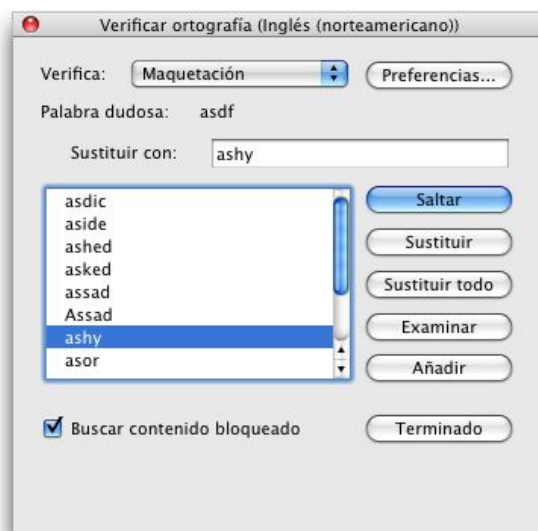 Verificar ortografía (Inglés (norteamericano))
Verifica: Maquetación Preferencias...
Palabra dudosa: asdf
Sustituir con: ashy
asdic
aside
ashed
asked
assad
Assad
ashy
asor
Saltar
Sustituir
Sustituir todo
Examinar
Añadir
Buscar contenido bloqueado Terminado